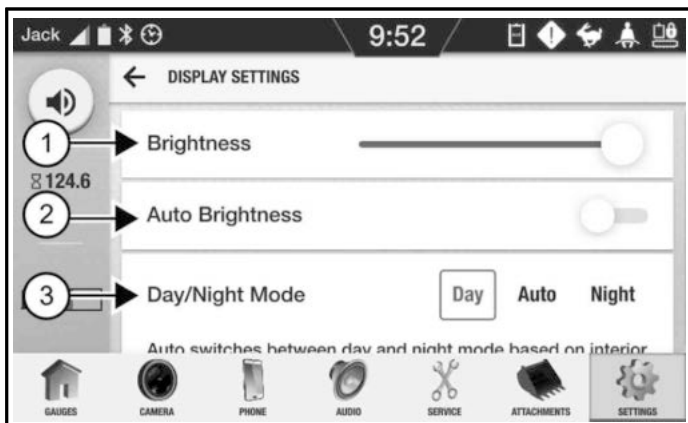 Jack 9:52
DISPLAY SETTINGS
1 Brightness
124.6
2 Auto Brightness
3 Day/Night Mode Day Auto Night
Auto switches between day and night mode based on interior
GAUGES CAMERA PHONE AUDIO SERVICE ATTACHMENTS SETTINGS